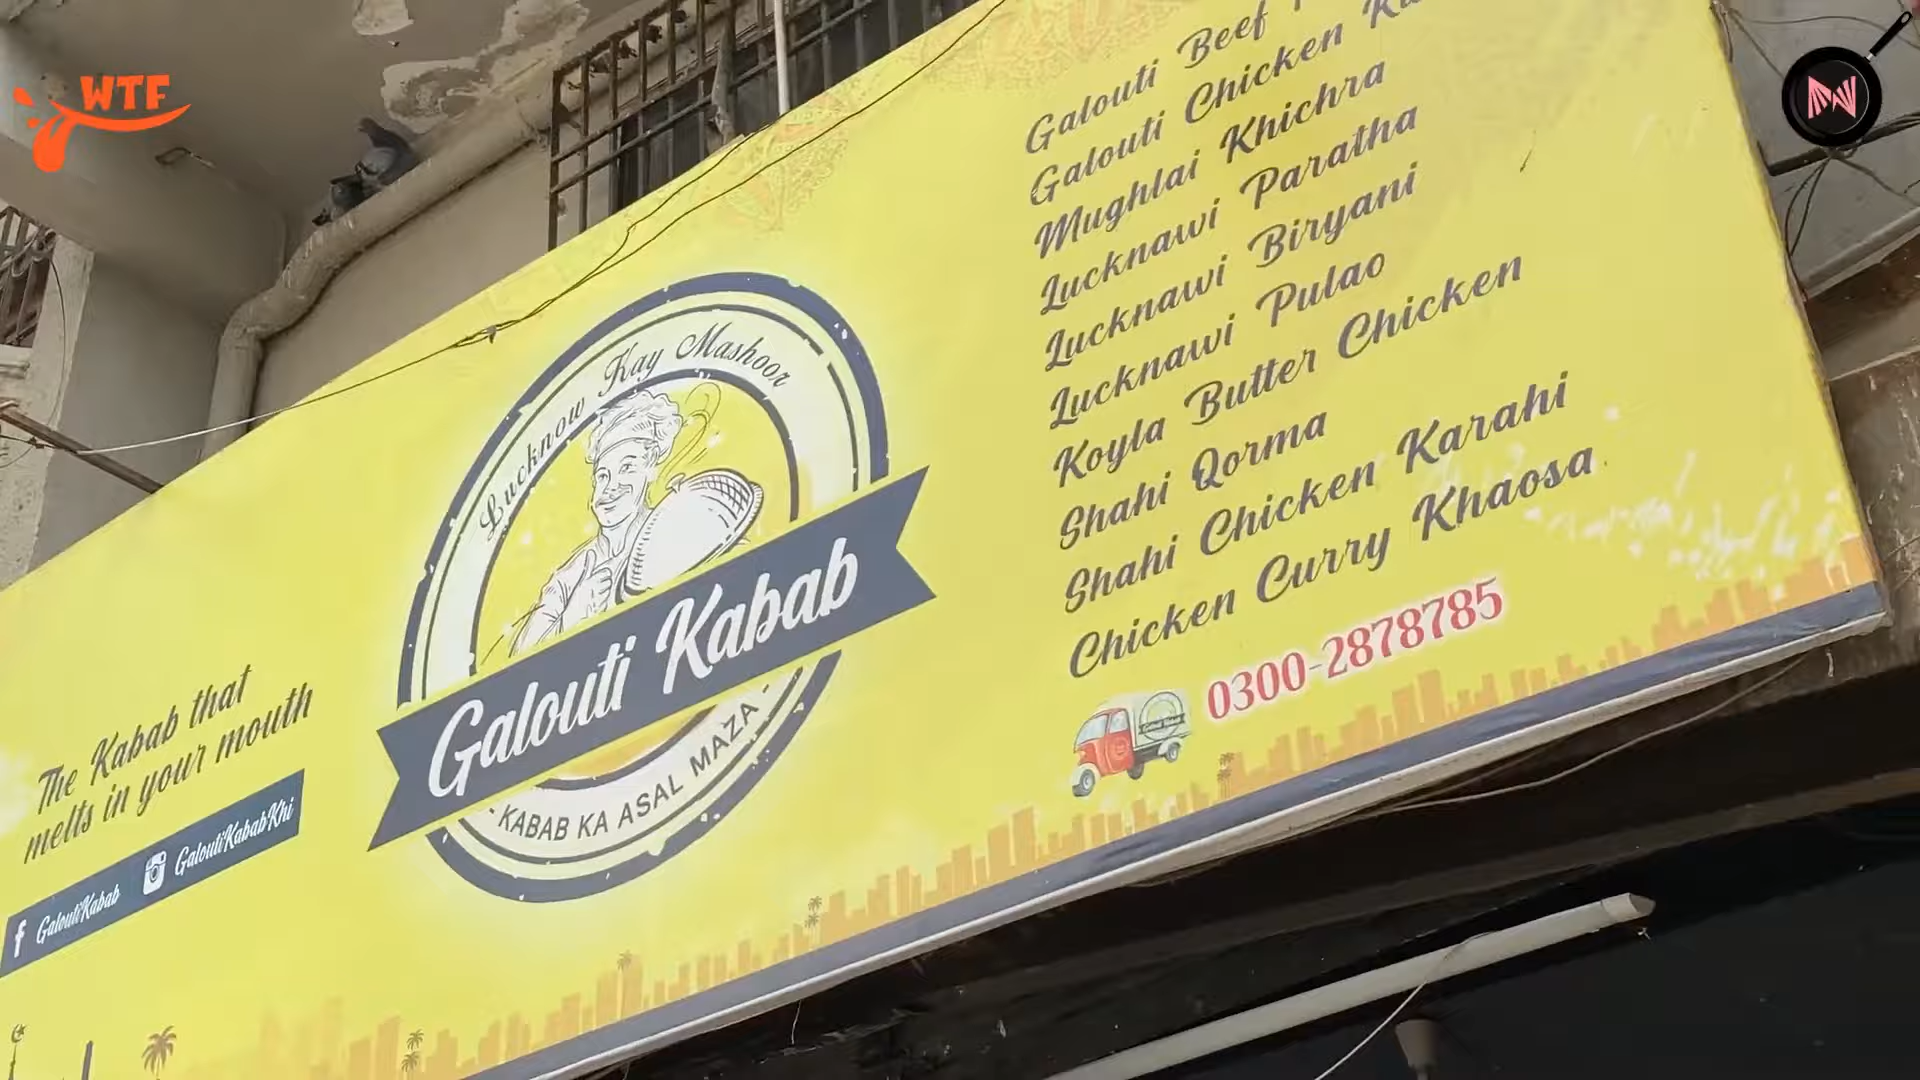 WTF
Galouti Beef
Galouti Chicken
Mughlai Khichra
Lucknawi Paratha
Lucknawi Biryani
Lucknawi Pulao
Koyla Butter Chicken
Shahi Qorma
Shahi Chicken Karahi
Chicken Curry Khaosa
0300-2878785
Lucknow Kay Mashoor
Galouti Kabab
KABAB KA ASAL MAZA
The Kabab that
melts in your mouth
GaloutiKabab GaloutiKababKhi